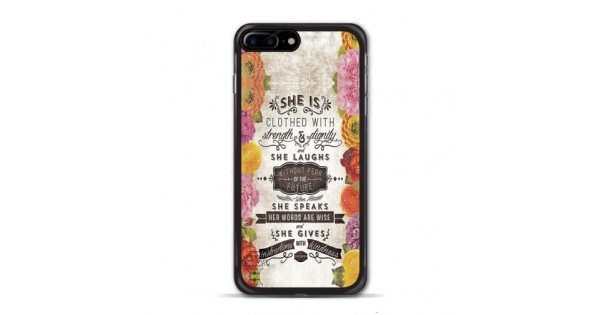 SHE IS
CLOTHED WITH
strength & dignity
and
SHE LAUGHS
WITHOUT FEAR
OF THE
FUTURE
When
SHE SPEAKS
HER WORDS ARE WISE
and
SHE GIVES
instructions WITH kindness